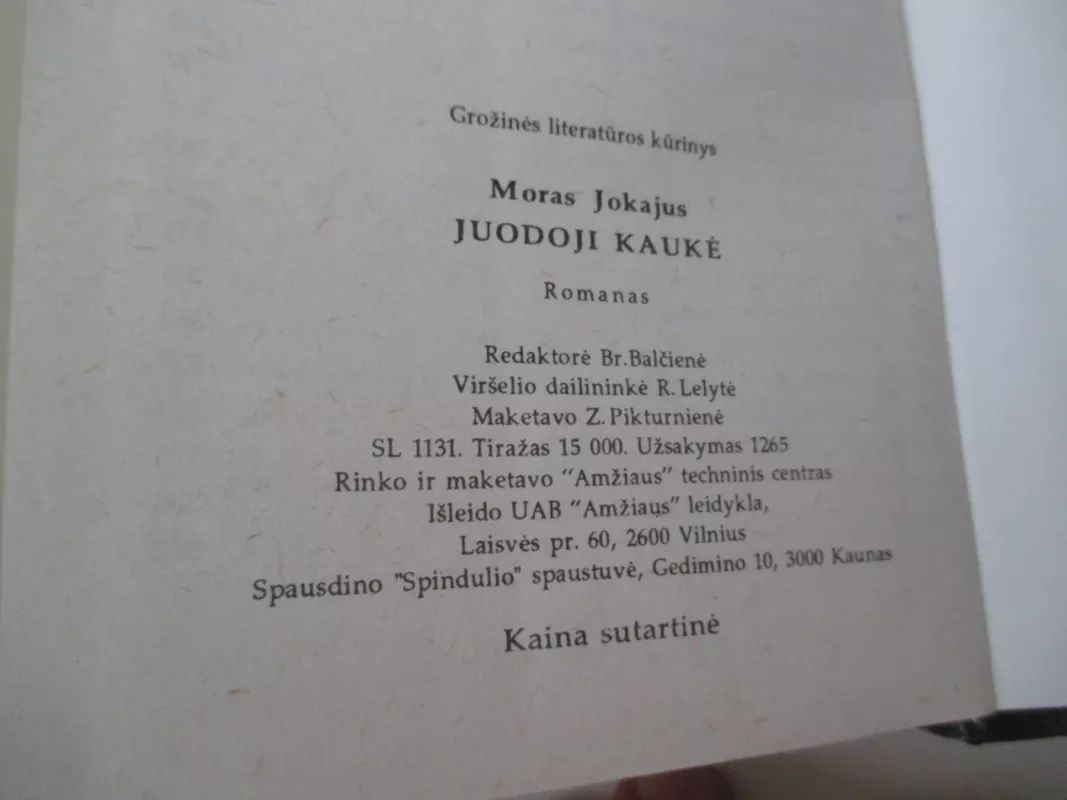 Grožinės literatūros kūrinys
Moras Jokajus
JUODOJI KAUKĖ
Romanas
Redaktorė Br.Balčienė
Viršelio dailininkė R.Lelytė
Maketavo Z.Pikturnienė
SL 1131. Tiražas 15 000. Užsakymas 1265
Rinko ir maketavo "Amžiaus" techninis centras
Išleido UAB "Amžiaųs" leidykla,
Laisvės pr. 60, 2600 Vilnius
Spausdino "Spindulio" spaustuvė, Gedimino 10, 3000 Kaunas
Kaina sutartinė